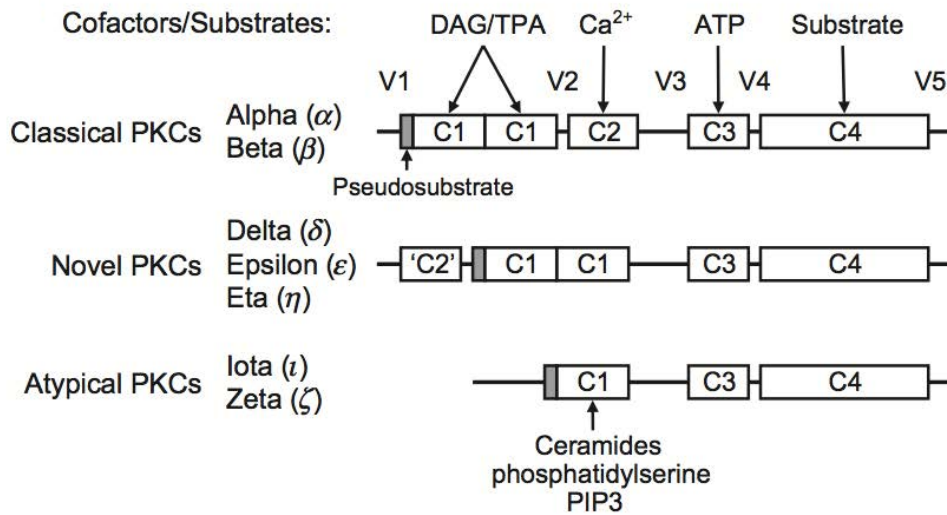 Cofactors/Substrates: DAG/TPA Ca²⁺ ATP Substrate
V1 V2 V3 V4 V5
Classical PKCs Alpha (α) C1 C1 C2 C3 C4
Beta (β)
Pseudosubstrate
Delta (δ)
Novel PKCs Epsilon (ε) 'C2' C1 C1 C3 C4
Eta (η)
Atypical PKCs Iota (ι) C1 C3 C4
Zeta (ζ)
Ceramides
phosphatidylserine
PIP3